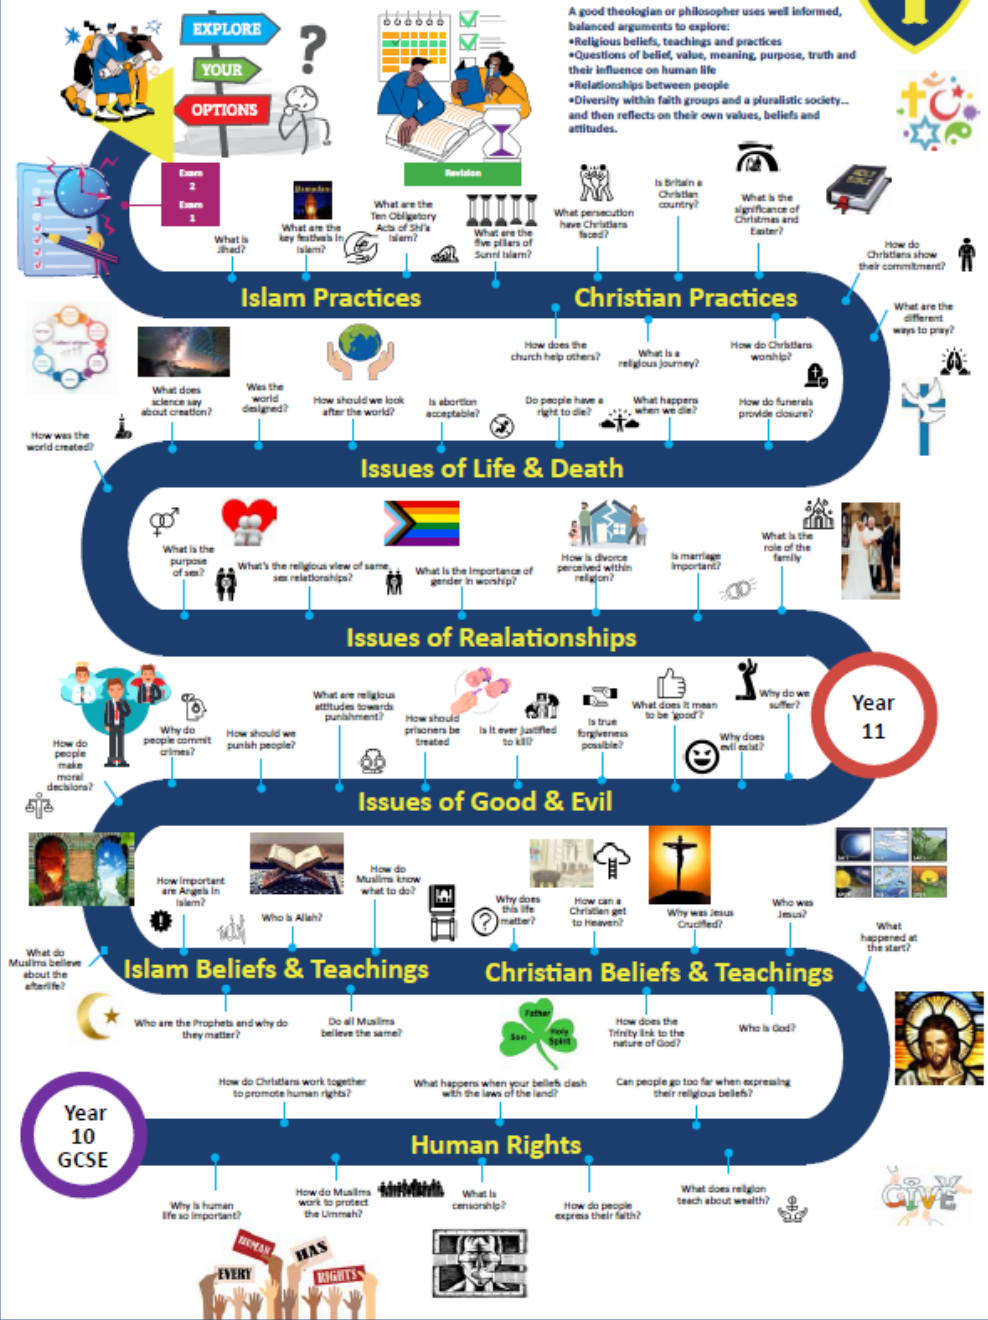 A good theologian or philosopher uses well informed,
balanced arguments to explore:
•Religious beliefs, teachings and practices
•Questions of belief, value, meaning, purpose, truth and
their influence on human life
•Relationships between people
•Diversity within faith groups and a pluralistic society...
and then reflects on their own values, beliefs and
attitudes.
EXPLORE
YOUR
OPTIONS
Revision
Exam
2
Exam
1
What is
Jihad?
What are the
key festivals in
Islam?
What are the
Ten Obligatory
Acts of Shi'a
Islam?
What are the
five pillars of
Sunni Islam?
What persecution
have Christians
faced?
Is Britain a
Christian
country?
What is the
significance of
Christmas and
Easter?
HOLY
BIBLE
How do
Christians show
their commitment?
Islam Practices
Christian Practices
What are the
different
ways to pray?
How does the
church help others?
What is a
religious journey?
How do Christians
worship?
How was the
world created?
What does
science say
about creation?
Was the
world
designed?
How should we look
after the world?
Is abortion
acceptable?
Do people have a
right to die?
What happens
when we die?
How do funerals
provide closure?
Issues of Life & Death
What is the
purpose
of sex?
What's the religious view of same
sex relationships?
What is the importance of
gender in worship?
How is divorce
perceived within
religion?
Is marriage
important?
What is the
role of the
family
Issues of Realationships
Year
11
How do
people
make
moral
decisions?
Why do
people commit
crimes?
How should we
punish people?
What are religious
attitudes towards
punishment?
How should
prisoners be
treated
Is it ever justified
to kill?
Is true
forgiveness
possible?
What does it mean
to be 'good'?
Why does
evil exist?
Why do we
suffer?
Issues of Good & Evil
What do
Muslims believe
about the
afterlife?
How important
are Angels in
Islam?
Who is Allah?
How do
Muslims know
what to do?
Why does
this life
matter?
How can a
Christian get
to Heaven?
Why was Jesus
Crucified?
Who was
Jesus?
What
happened at
the start?
Islam Beliefs & Teachings
Christian Beliefs & Teachings
Who are the Prophets and why do
they matter?
Do all Muslims
believe the same?
Father
Son
Holy
Spirit
How does the
Trinity link to the
nature of God?
Who is God?
How do Christians work together
to promote human rights?
What happens when your beliefs clash
with the laws of the land?
Can people go too far when expressing
their religious beliefs?
Year
10
GCSE
Human Rights
Why is human
life so important?
How do Muslims
work to protect
the Ummah?
What is
censorship?
How do people
express their faith?
What does religion
teach about wealth?
GIVE
EVERY
HUMAN
HAS
RIGHTS